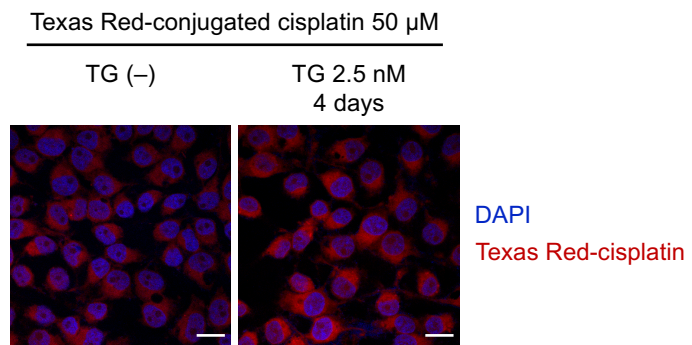 Texas Red-conjugated cisplatin 50 µM
TG (–)
TG 2.5 nM
4 days
DAPI
Texas Red-cisplatin